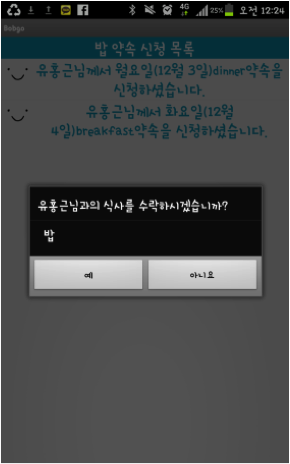 4G 25% 오전 12:24
Babgo
밥 약속 신청 목록
유홍근님께서 월요일(12월 3일)dinner약속을
신청하셨습니다.
유홍근님께서 화요일(12월
4일)breakfast약속을 신청하셨습니다.
유홍근님과의 식사를 수락하시겠습니까?
밥
예 아니요